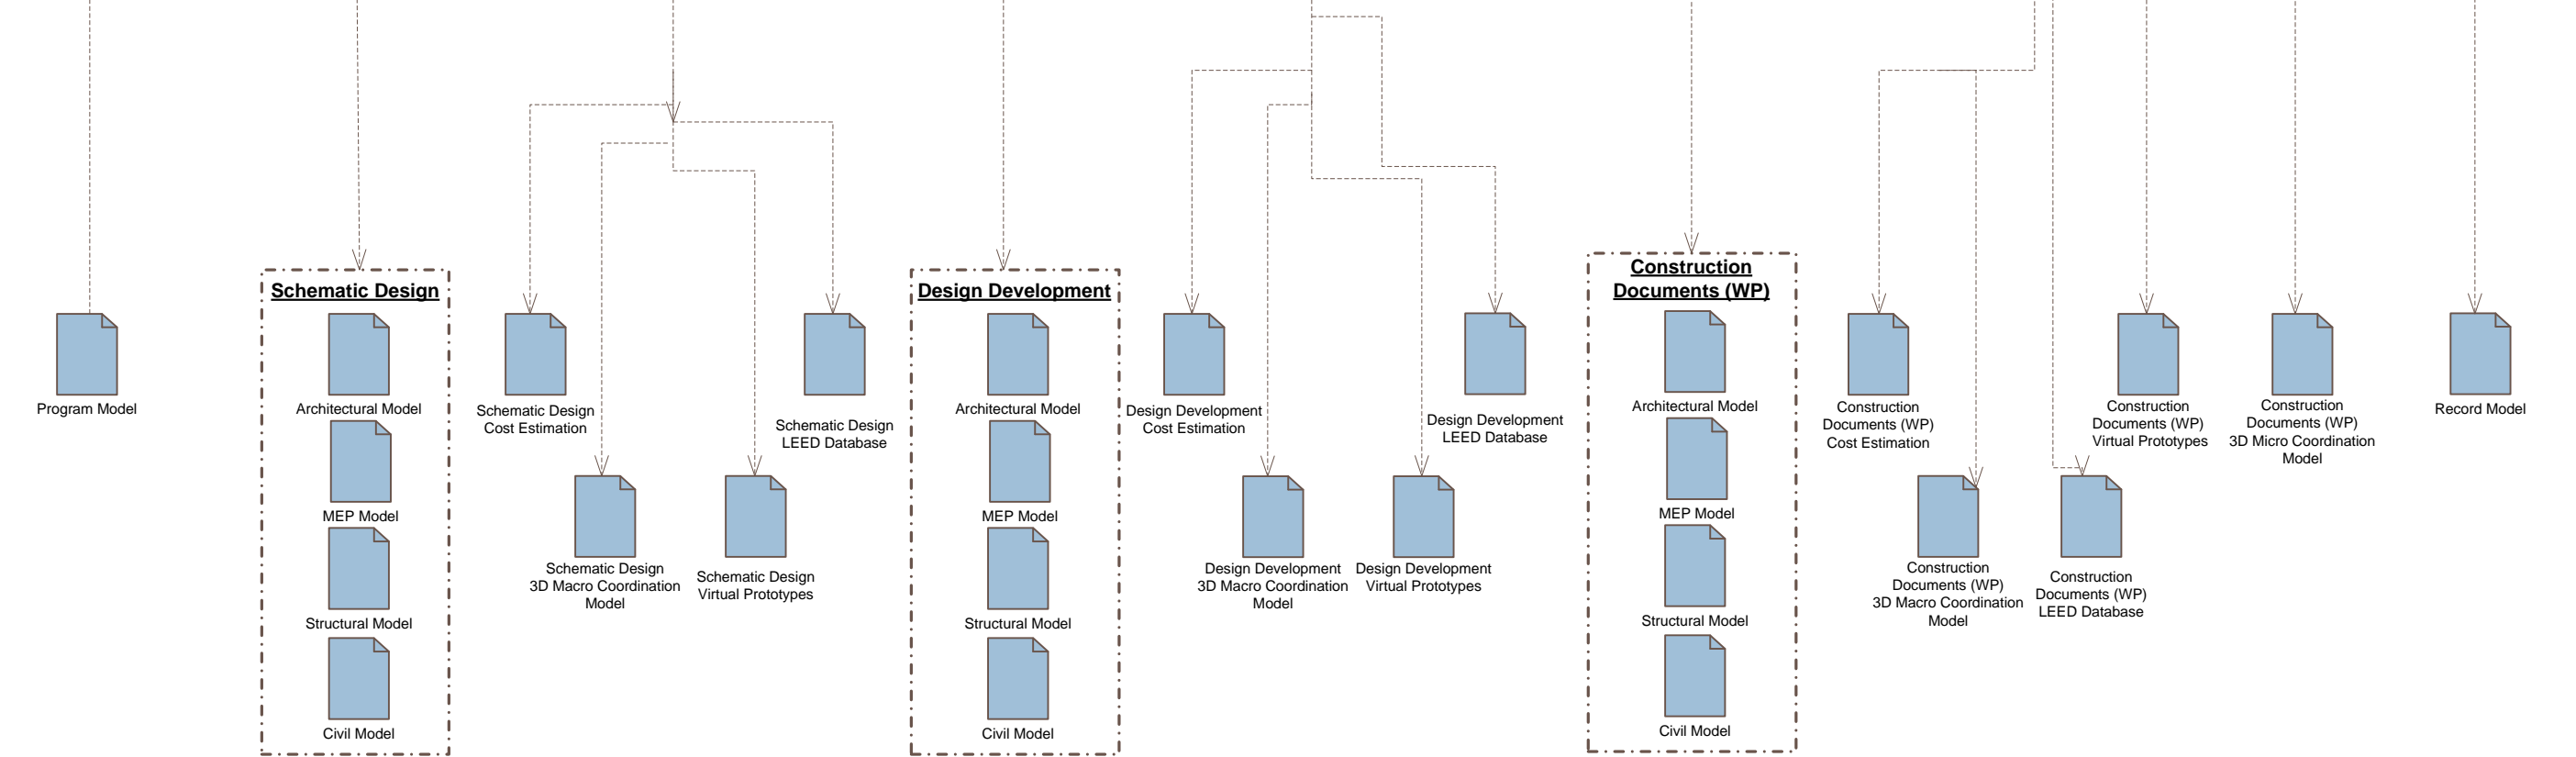 Program Model
Schematic Design
Architectural Model
MEP Model
Structural Model
Civil Model
Schematic Design
Cost Estimation
Schematic Design
3D Macro Coordination
Model
Schematic Design
Virtual Prototypes
Schematic Design
LEED Database
Design Development
Architectural Model
MEP Model
Structural Model
Civil Model
Design Development
Cost Estimation
Design Development
3D Macro Coordination
Model
Design Development
Virtual Prototypes
Design Development
LEED Database
Construction
Documents (WP)
Architectural Model
MEP Model
Structural Model
Civil Model
Construction
Documents (WP)
Cost Estimation
Construction
Documents (WP)
3D Macro Coordination
Model
Construction
Documents (WP)
LEED Database
Construction
Documents (WP)
Virtual Prototypes
Construction
Documents (WP)
3D Micro Coordination
Model
Record Model